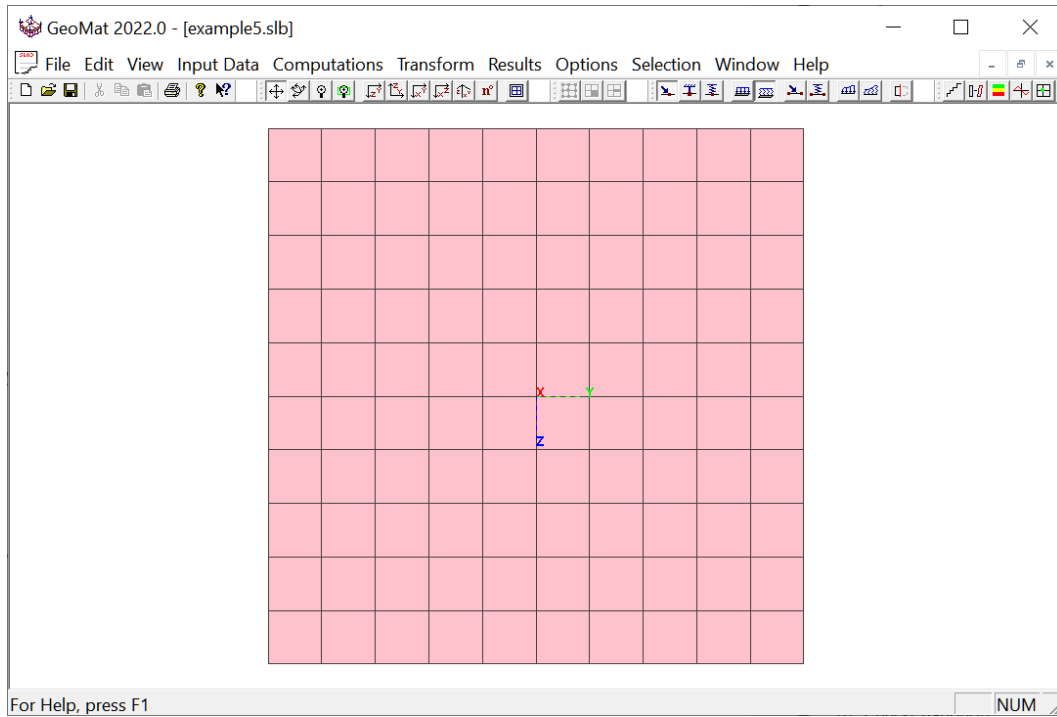 GeoMat 2022.0 - [example5.slb]
File Edit View Input Data Computations Transform Results Options Selection Window Help
n°
X Y
Z
For Help, press F1 NUM